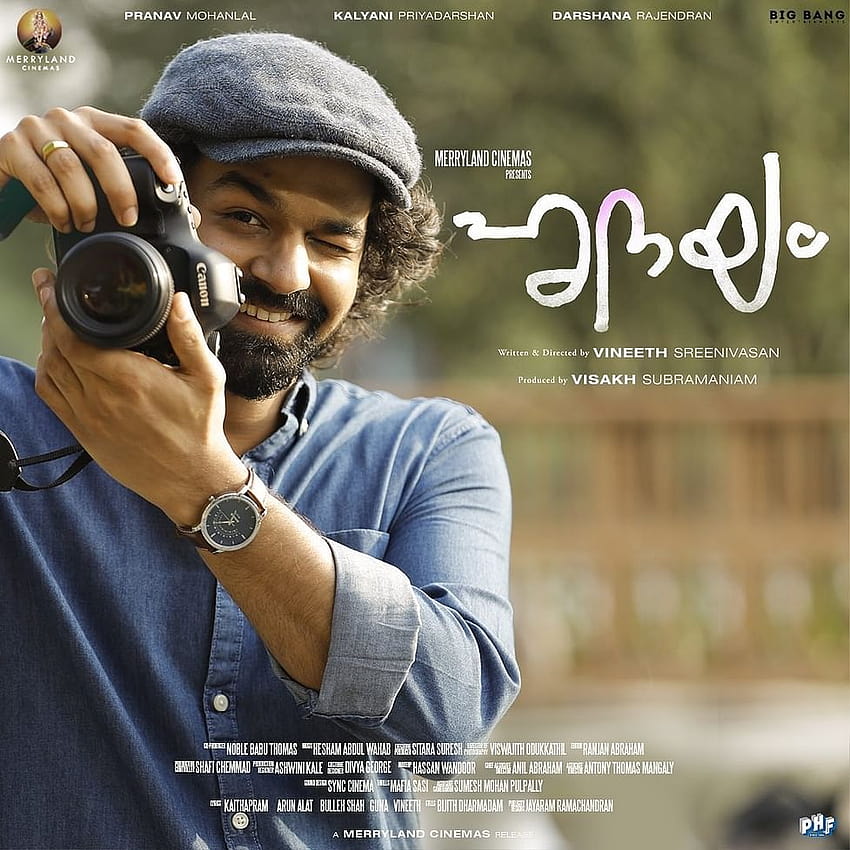 PRANAV MOHANLAL KALYANI PRIYADARSHAN DARSHANA RAJENDRAN BIG BANG
ENTERTAINMENTS
MERRYLAND
CINEMAS
MERRYLAND CINEMAS
PRESENTS
ഹൃദയം
Written & Directed by VINEETH SREENIVASAN
Produced by VISAKH SUBRAMANIAM
Canon
NOBLE BABU THOMAS HESHAM ABDUL WAHAB SITARA SURESH VISWAJITH ODUKKATHIL RANJAN ABRAHAM
SHAFI CHEMMAD ASHWINI KALE DIVYA GEORGE HASSAN WANDOOR ANIL ABRAHAM ANTONY THOMAS MANGALY
SYNC CINEMA MAFIA SASI SUMESH MOHAN PULPALLY
KAITHAPRAM ARUN ALAT BULLEH SHAH GUNA VINEETH BIJITH DHARMADAM JAYARAM RAMACHANDRAN
A MERRYLAND CINEMAS RELEASE
PHF